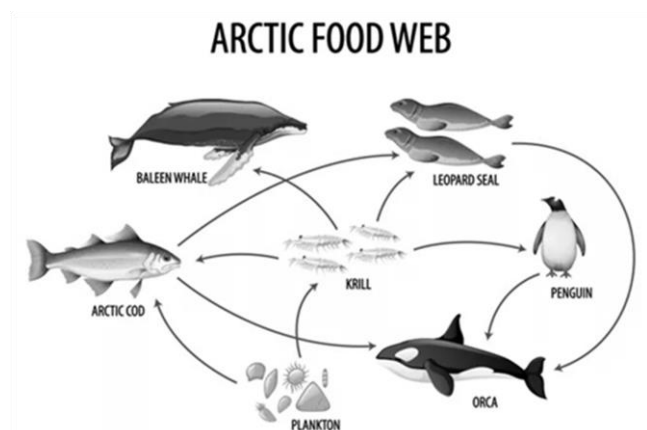 ARCTIC FOOD WEB
BALEEN WHALE
LEOPARD SEAL
KRILL
PENGUIN
ARCTIC COD
ORCA
PLANKTON